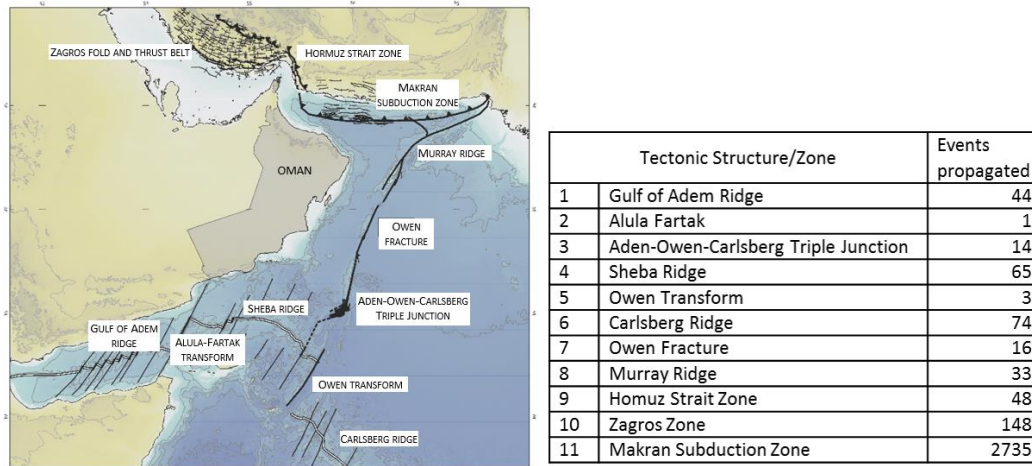 ZAGROS FOLD AND THRUST BELT
HORMUZ STRAIT ZONE
MAKRAN
SUBDUCTION ZONE
MURRAY RIDGE
OMAN
OWEN
FRACTURE
ADEN-OWEN-CARLSBERG
TRIPLE JUNCTION
SHEBA RIDGE
GULF OF ADEM
RIDGE
ALULA-FARTAK
TRANSFORM
OWEN TRANSFORM
CARLSBERG RIDGE
Tectonic Structure/Zone Events
propagated
1 Gulf of Adem Ridge 44
2 Alula Fartak 1
3 Aden-Owen-Carlsberg Triple Junction 14
4 Sheba Ridge 65
5 Owen Transform 3
6 Carlsberg Ridge 74
7 Owen Fracture 16
8 Murray Ridge 33
9 Homuz Strait Zone 48
10 Zagros Zone 148
11 Makran Subduction Zone 2735